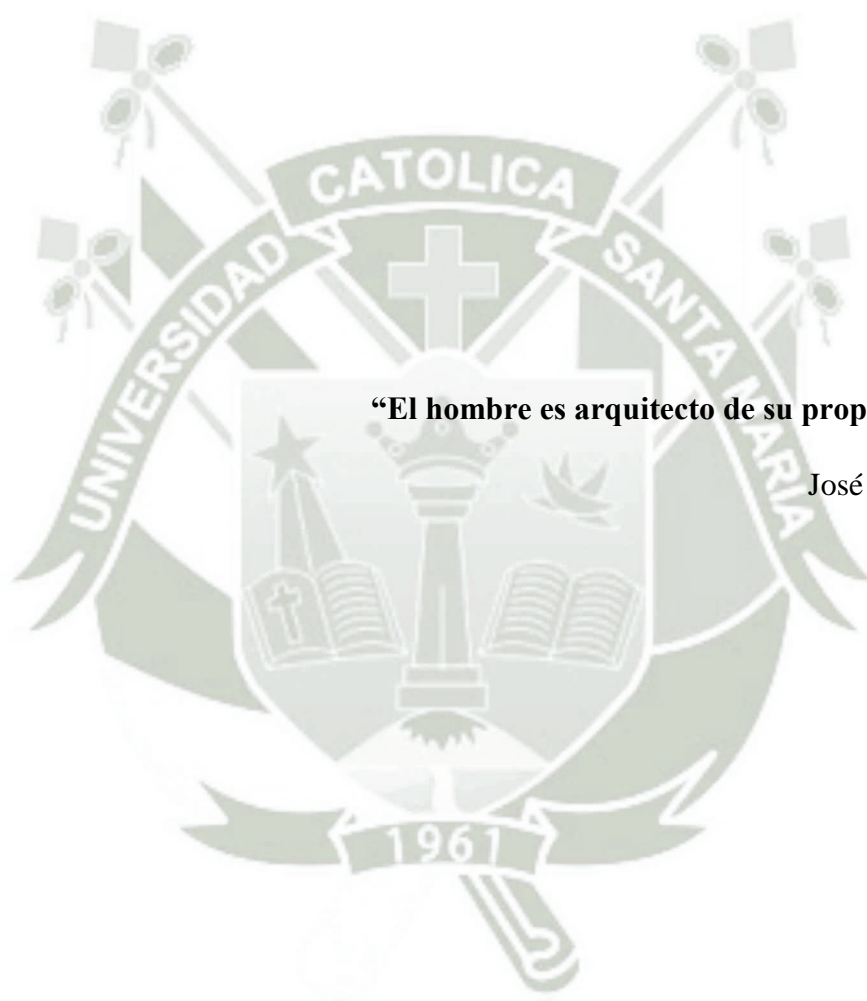 CATOLICA
UNIVERSIDAD
SANTA MARIA
“El hombre es arquitecto de su prop
José
1961